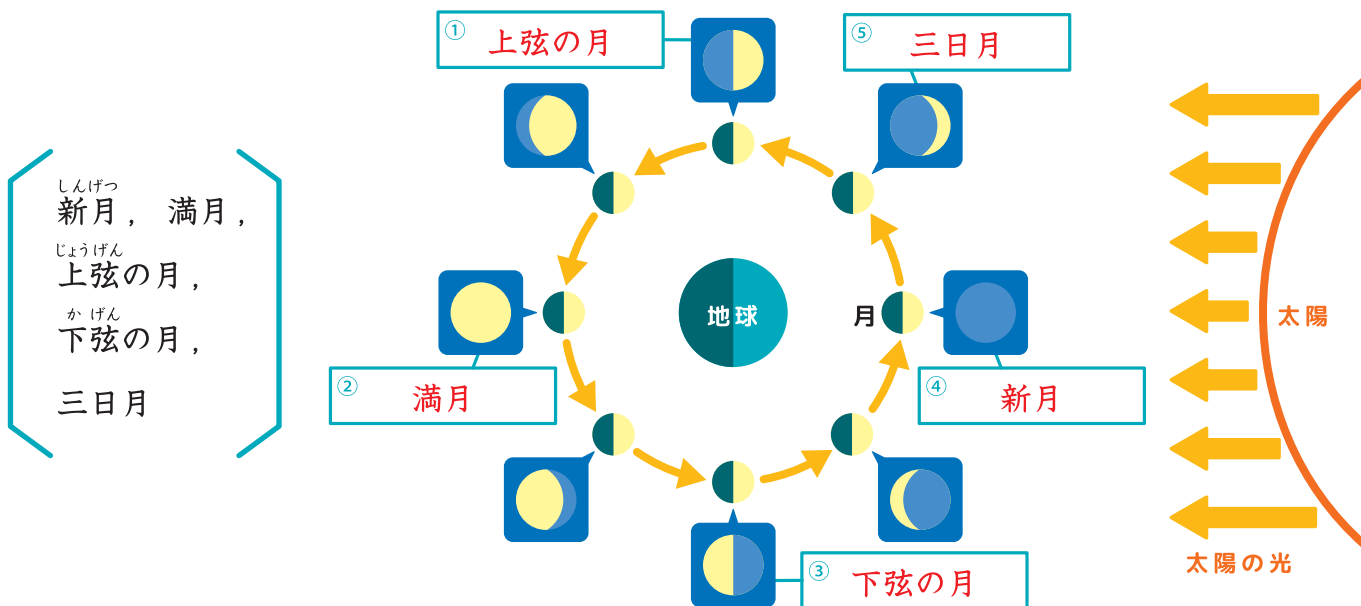 しんげつ
新月， 満月，
じょうげん
上弦の月，
かげん
下弦の月，
三日月
① 上弦の月
⑤ 三日月
地球
月
太陽
② 満月
④ 新月
③ 下弦の月
太陽の光